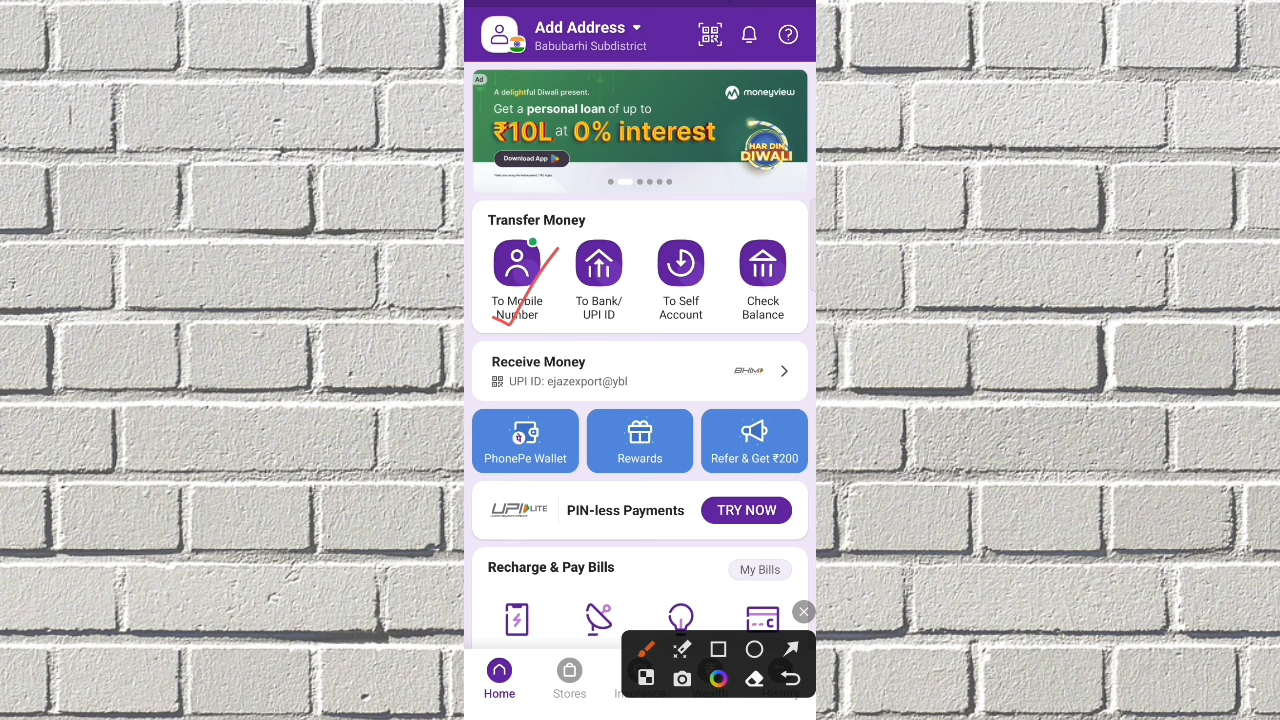 Add Address
Babubarhi Subdistrict
Ad
A delightful Diwali present.
moneyview
Get a personal loan of up to
₹10L at 0% interest
HAR DIN
DIWALI
Download App
Transfer Money
To Mobile
Number
To Bank/
UPI ID
To Self
Account
Check
Balance
Receive Money
UPI ID: ejazexport@ybl
BHIM
PhonePe Wallet
Rewards
Refer & Get ₹200
UPI LITE
PIN-less Payments
TRY NOW
Recharge & Pay Bills
My Bills
Home
Stores
Insurance
Wealth
History